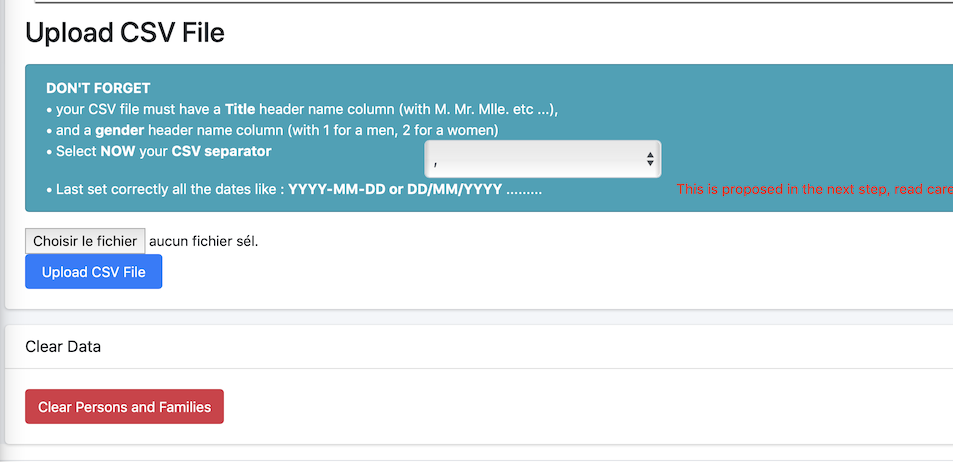 Upload CSV File
DON'T FORGET
• your CSV file must have a Title header name column (with M. Mr. Mlle. etc ...),
• and a gender header name column (with 1 for a men, 2 for a women)
• Select NOW your CSV separator
,
• Last set correctly all the dates like : YYYY-MM-DD or DD/MM/YYYY ......... This is proposed in the next step, read care
Choisir le fichier aucun fichier sél.
Upload CSV File
Clear Data
Clear Persons and Families